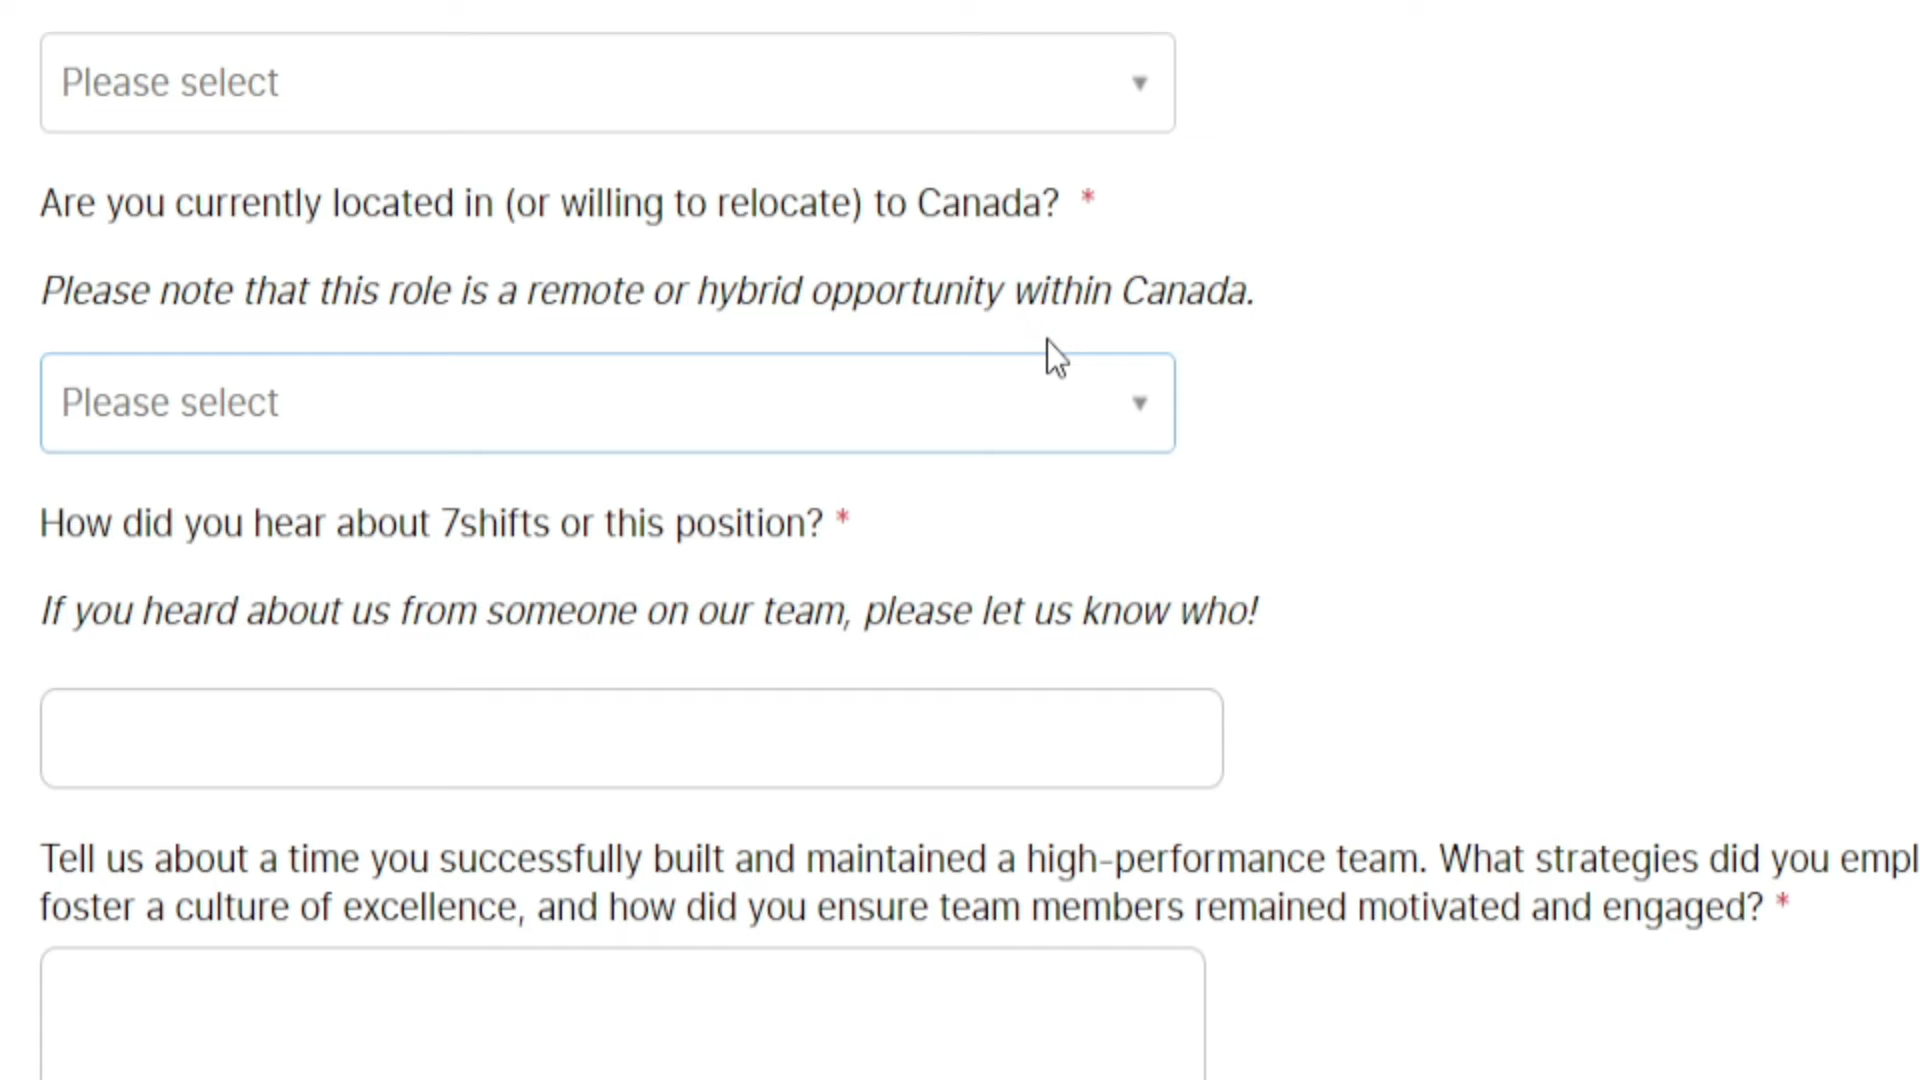 Please select
Are you currently located in (or willing to relocate) to Canada? *
Please note that this role is a remote or hybrid opportunity within Canada.
Please select
How did you hear about 7shifts or this position? *
If you heard about us from someone on our team, please let us know who!
Tell us about a time you successfully built and maintained a high-performance team. What strategies did you empl
foster a culture of excellence, and how did you ensure team members remained motivated and engaged? *